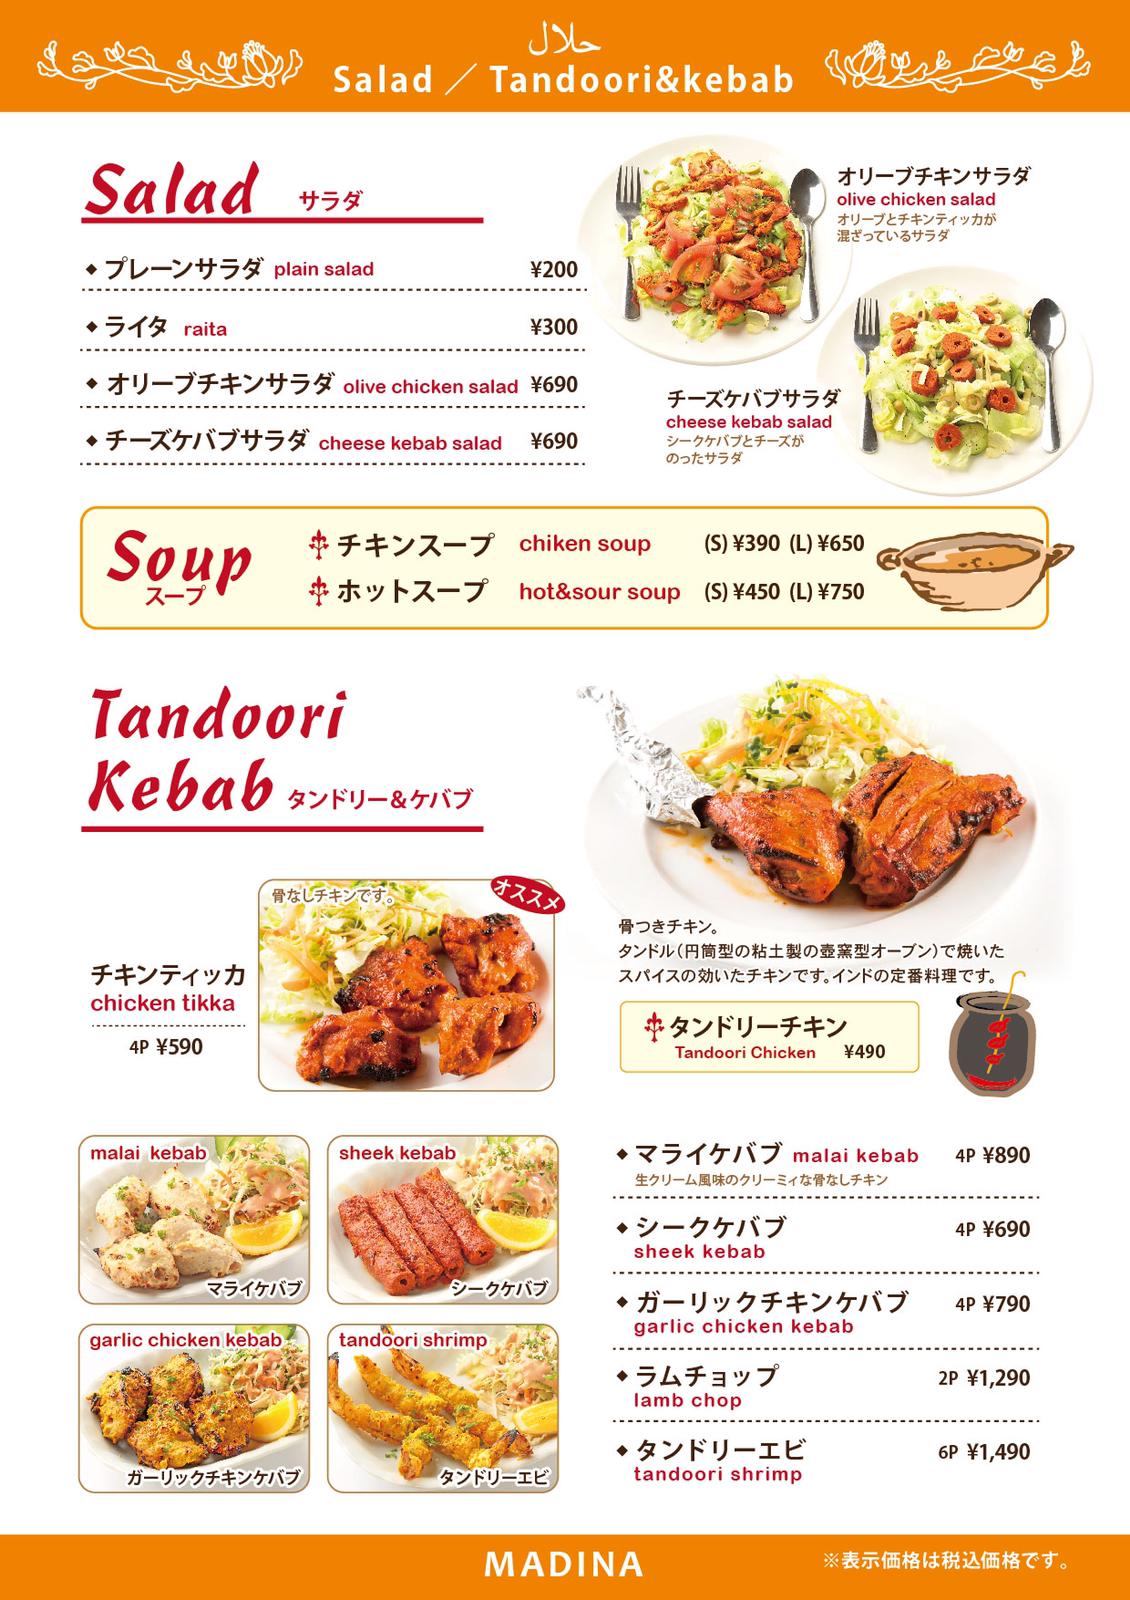 حلال
Salad ／ Tandoori&kebab
Salad サラダ
◆ プレーンサラダ plain salad ¥200
◆ ライタ raita ¥300
◆ オリーブチキンサラダ olive chicken salad ¥690
◆ チーズケバブサラダ cheese kebab salad ¥690
オリーブチキンサラダ
olive chicken salad
オリーブとチキンティッカが
混ざっているサラダ
チーズケバブサラダ
cheese kebab salad
シークケバブとチーズが
のったサラダ
Soup
スープ
チキンスープ chiken soup (S) ¥390 (L) ¥650
ホットスープ hot&sour soup (S) ¥450 (L) ¥750
Tandoori
Kebab タンドリー＆ケバブ
骨なしチキンです。
オススメ
チキンティッカ
chicken tikka
4P ¥590
骨つきチキン。
タンドル（円筒型の粘土製の壺窯型オーブン）で焼いた
スパイスの効いたチキンです。インドの定番料理です。
タンドリーチキン
Tandoori Chicken ¥490
malai kebab
マライケバブ
sheek kebab
シークケバブ
garlic chicken kebab
ガーリックチキンケバブ
tandoori shrimp
タンドリーエビ
◆ マライケバブ malai kebab 4P ¥890
生クリーム風味のクリーミィな骨なしチキン
◆ シークケバブ 4P ¥690
sheek kebab
◆ ガーリックチキンケバブ 4P ¥790
garlic chicken kebab
◆ ラムチョップ 2P ¥1,290
lamb chop
◆ タンドリーエビ 6P ¥1,490
tandoori shrimp
MADINA
※表示価格は税込価格です。